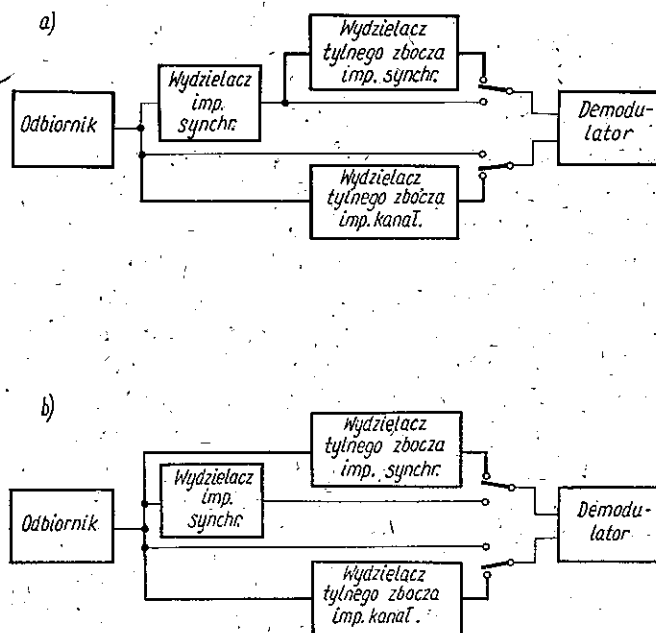 a)
Wydzielacz
tylnego zbocza
imp. synchr.
Wydzielacz
imp.
synchr.
Odbiornik
Demodu-
lator
Wydzielacz
tylnego zbocza
imp. kanał.
b)
Wydzielacz
tylnego zbocza
imp. synchr.
Wydzielacz
imp.
synchr.
Odbiornik
Demodu-
lator
Wydzielacz
tylnego zbocza
imp. kanał.